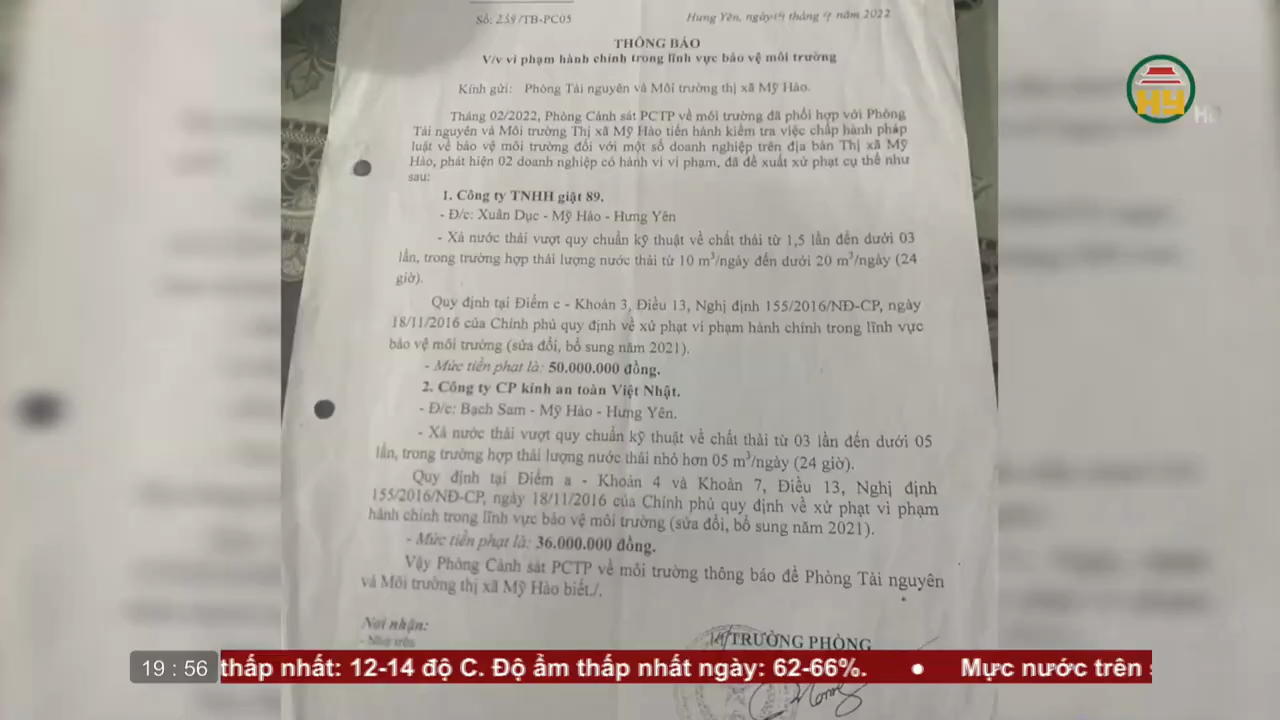 Số: 239/TB-PC05
Hưng Yên, ngày 14 tháng 4 năm 2022
THÔNG BÁO
V/v vi phạm hành chính trong lĩnh vực bảo vệ môi trường
Kính gửi: Phòng Tài nguyên và Môi trường thị xã Mỹ Hào.
Tháng 02/2022, Phòng Cảnh sát PCTP về môi trường đã phối hợp với Phòng
Tài nguyên và Môi trường Thị xã Mỹ Hào tiến hành kiểm tra việc chấp hành pháp
luật về bảo vệ môi trường đối với một số doanh nghiệp trên địa bàn Thị xã Mỹ
Hào, phát hiện 02 doanh nghiệp có hành vi vi phạm, đã đề xuất xử phạt cụ thể như
sau:
1. Công ty TNHH giặt 89.
- Đ/c: Xuân Dục - Mỹ Hào - Hưng Yên
- Xả nước thải vượt quy chuẩn kỹ thuật về chất thải từ 1,5 lần đến dưới 03
lần, trong trường hợp thải lượng nước thải từ 10 m³/ngày đến dưới 20 m³/ngày (24
giờ).
Quy định tại Điểm c - Khoản 3, Điều 13, Nghị định 155/2016/NĐ-CP, ngày
18/11/2016 của Chính phủ quy định về xử phạt vi phạm hành chính trong lĩnh vực
bảo vệ môi trường (sửa đổi, bổ sung năm 2021).
- Mức tiền phạt là: 50.000.000 đồng.
2. Công ty CP kính an toàn Việt Nhật.
- Đ/c: Bạch Sam - Mỹ Hào - Hưng Yên.
- Xả nước thải vượt quy chuẩn kỹ thuật về chất thải từ 03 lần đến dưới 05
lần, trong trường hợp thải lượng nước thải nhỏ hơn 05 m³/ngày (24 giờ).
Quy định tại Điểm a - Khoản 4 và Khoản 7, Điều 13, Nghị định
155/2016/NĐ-CP, ngày 18/11/2016 của Chính phủ quy định về xử phạt vi phạm
hành chính trong lĩnh vực bảo vệ môi trường (sửa đổi, bổ sung năm 2021).
- Mức tiền phạt là: 36.000.000 đồng.
Vậy Phòng Cảnh sát PCTP về môi trường thông báo để Phòng Tài nguyên
và Môi trường thị xã Mỹ Hào biết./.
Nơi nhận:
- Như trên
TRƯỞNG PHÒNG
HY
19 : 56
thấp nhất: 12-14 độ C. Độ ẩm thấp nhất ngày: 62-66%. • Mực nước trên